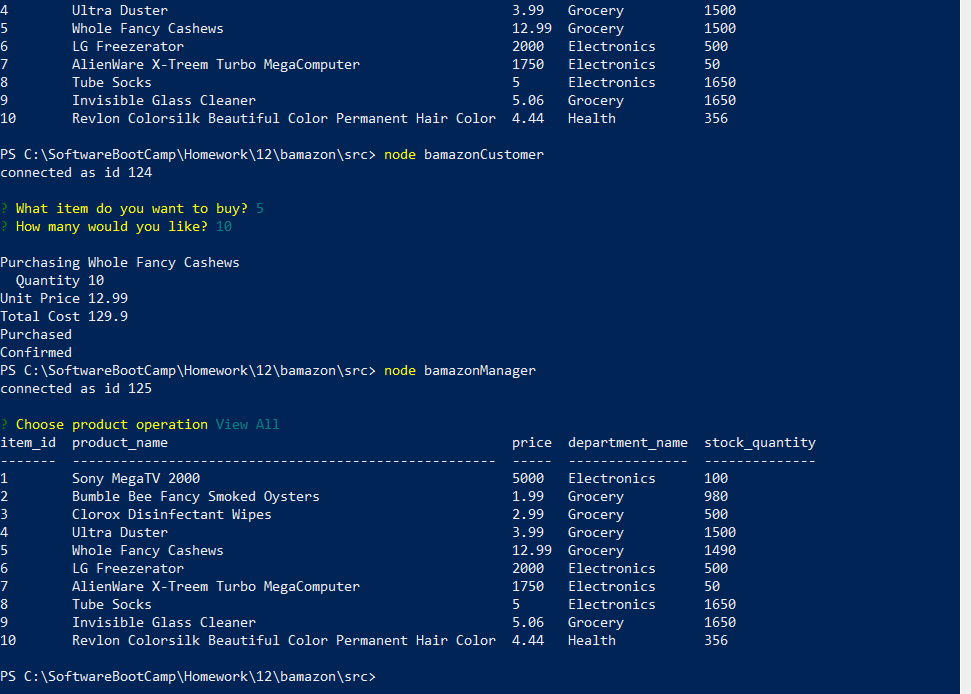 4        Ultra Duster                                           3.99   Grocery          1500
5        Whole Fancy Cashews                                    12.99  Grocery          1500
6        LG Freezerator                                         2000   Electronics      500
7        AlienWare X-Treem Turbo MegaComputer                   1750   Electronics      50
8        Tube Socks                                             5      Electronics      1650
9        Invisible Glass Cleaner                                5.06   Grocery          1650
10       Revlon Colorsilk Beautiful Color Permanent Hair Color  4.44   Health           356
PS C:\SoftwareBootCamp\Homework\12\bamazon\src> node bamazonCustomer
connected as id 124
? What item do you want to buy? 5
? How many would you like? 10
Purchasing Whole Fancy Cashews
  Quantity 10
Unit Price 12.99
Total Cost 129.9
Purchased
Confirmed
PS C:\SoftwareBootCamp\Homework\12\bamazon\src> node bamazonManager
connected as id 125
? Choose product operation View All
item_id  product_name                                           price  department_name  stock_quantity
-------  -----------------------------------------------------  -----  ---------------  --------------
1        Sony MegaTV 2000                                       5000   Electronics      100
2        Bumble Bee Fancy Smoked Oysters                        1.99   Grocery          980
3        Clorox Disinfectant Wipes                              2.99   Grocery          500
4        Ultra Duster                                           3.99   Grocery          1500
5        Whole Fancy Cashews                                    12.99  Grocery          1490
6        LG Freezerator                                         2000   Electronics      500
7        AlienWare X-Treem Turbo MegaComputer                   1750   Electronics      50
8        Tube Socks                                             5      Electronics      1650
9        Invisible Glass Cleaner                                5.06   Grocery          1650
10       Revlon Colorsilk Beautiful Color Permanent Hair Color  4.44   Health           356
PS C:\SoftwareBootCamp\Homework\12\bamazon\src>